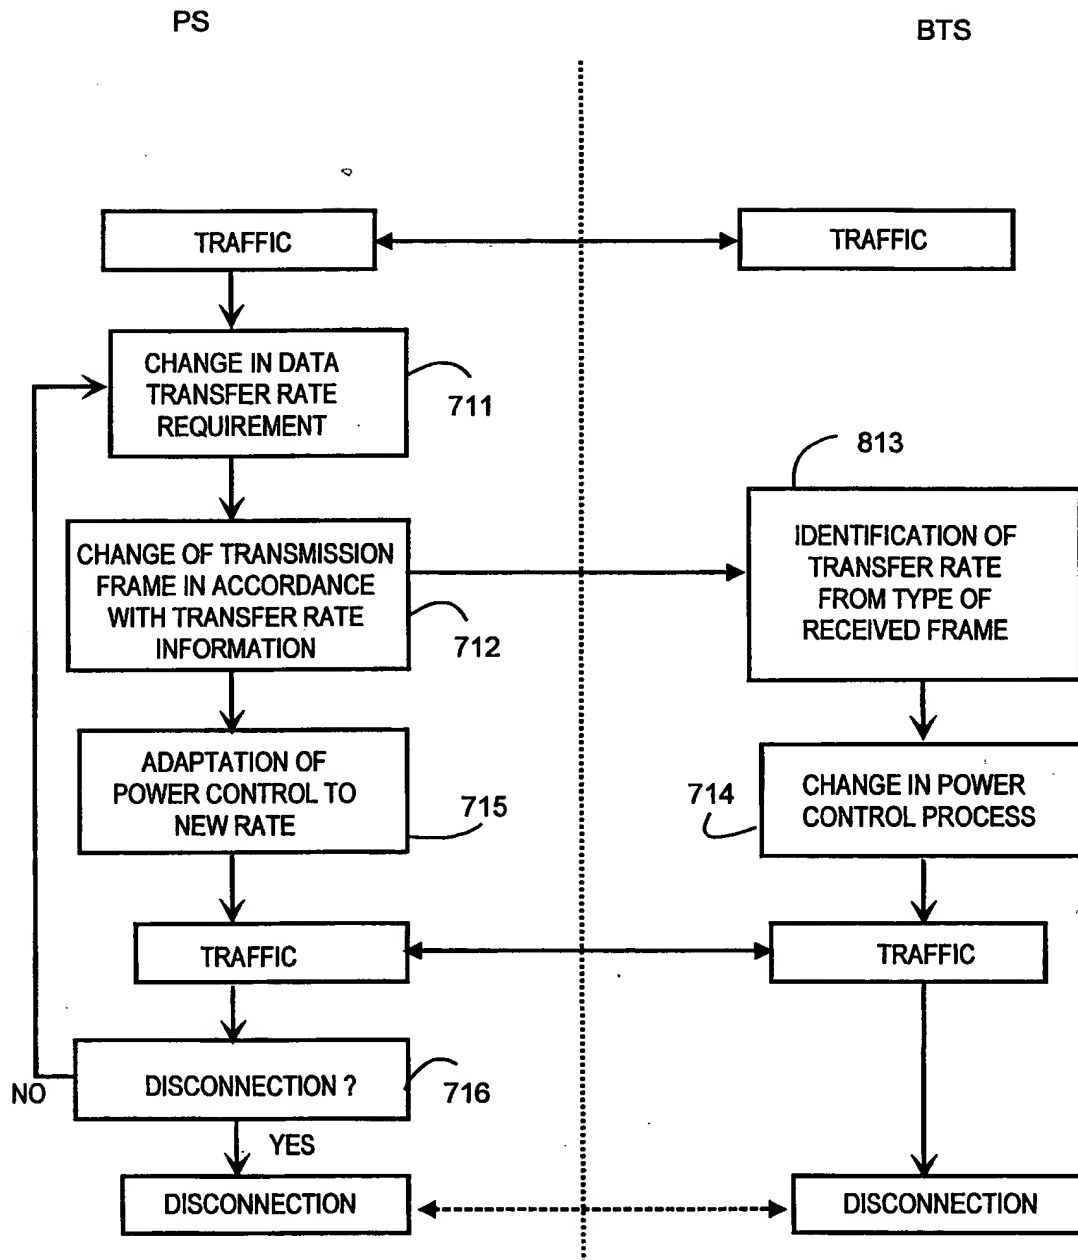 PS
BTS
TRAFFIC
TRAFFIC
CHANGE IN DATA
TRANSFER RATE
REQUIREMENT
711
813
IDENTIFICATION OF
TRANSFER RATE
FROM TYPE OF
RECEIVED FRAME
CHANGE OF TRANSMISSION
FRAME IN ACCORDANCE
WITH TRANSFER RATE
INFORMATION
712
ADAPTATION OF
POWER CONTROL TO
NEW RATE
715
714
CHANGE IN POWER
CONTROL PROCESS
TRAFFIC
TRAFFIC
DISCONNECTION ?
716
NO
YES
DISCONNECTION
DISCONNECTION